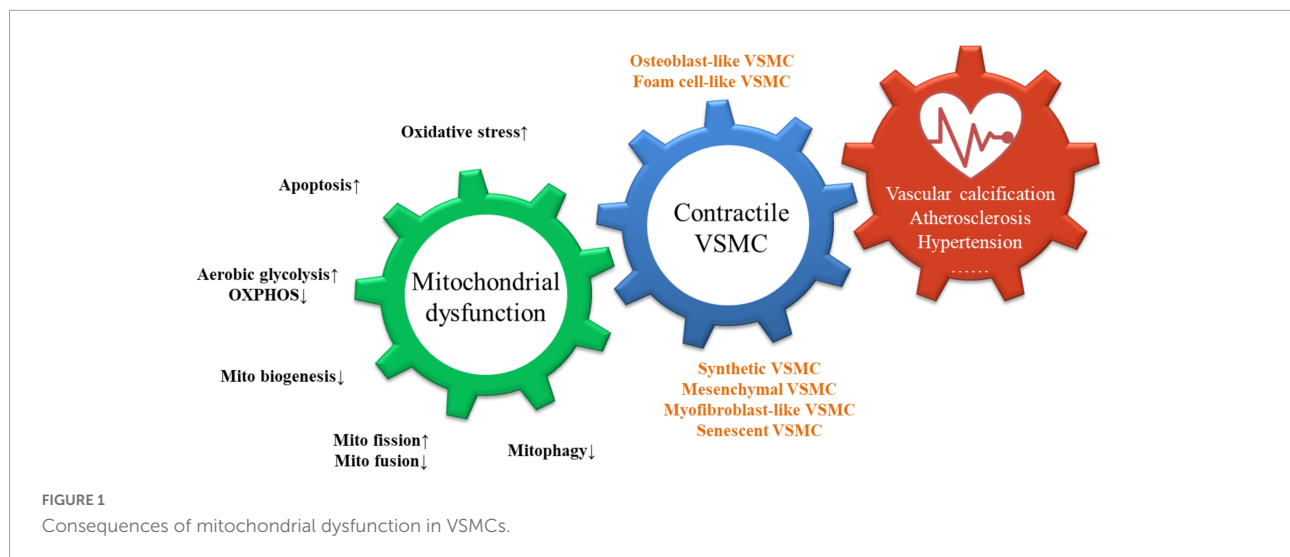 Osteoblast-like VSMC
Foam cell-like VSMC
Oxidative stress↑
Apoptosis↑
Aerobic glycolysis↑
OXPHOS↓
Mito biogenesis↓
Mito fission↑
Mito fusion↓
Mitophagy↓
Mitochondrial
dysfunction
Contractile
VSMC
Synthetic VSMC
Mesenchymal VSMC
Myofibroblast-like VSMC
Senescent VSMC
Vascular calcification
Atherosclerosis
Hypertension
......
FIGURE 1
Consequences of mitochondrial dysfunction in VSMCs.